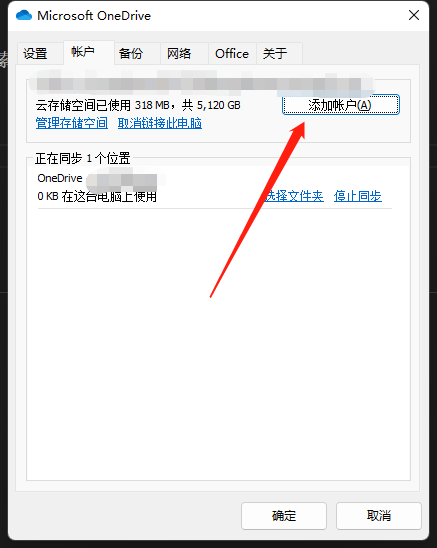 Microsoft OneDrive
设置 帐户 备份 网络 Office 关于
云存储空间已使用 318 MB，共 5,120 GB
添加帐户(A)
管理存储空间 取消链接此电脑
正在同步 1 个位置
OneDrive
0 KB 在这台电脑上使用 选择文件夹 停止同步
确定 取消